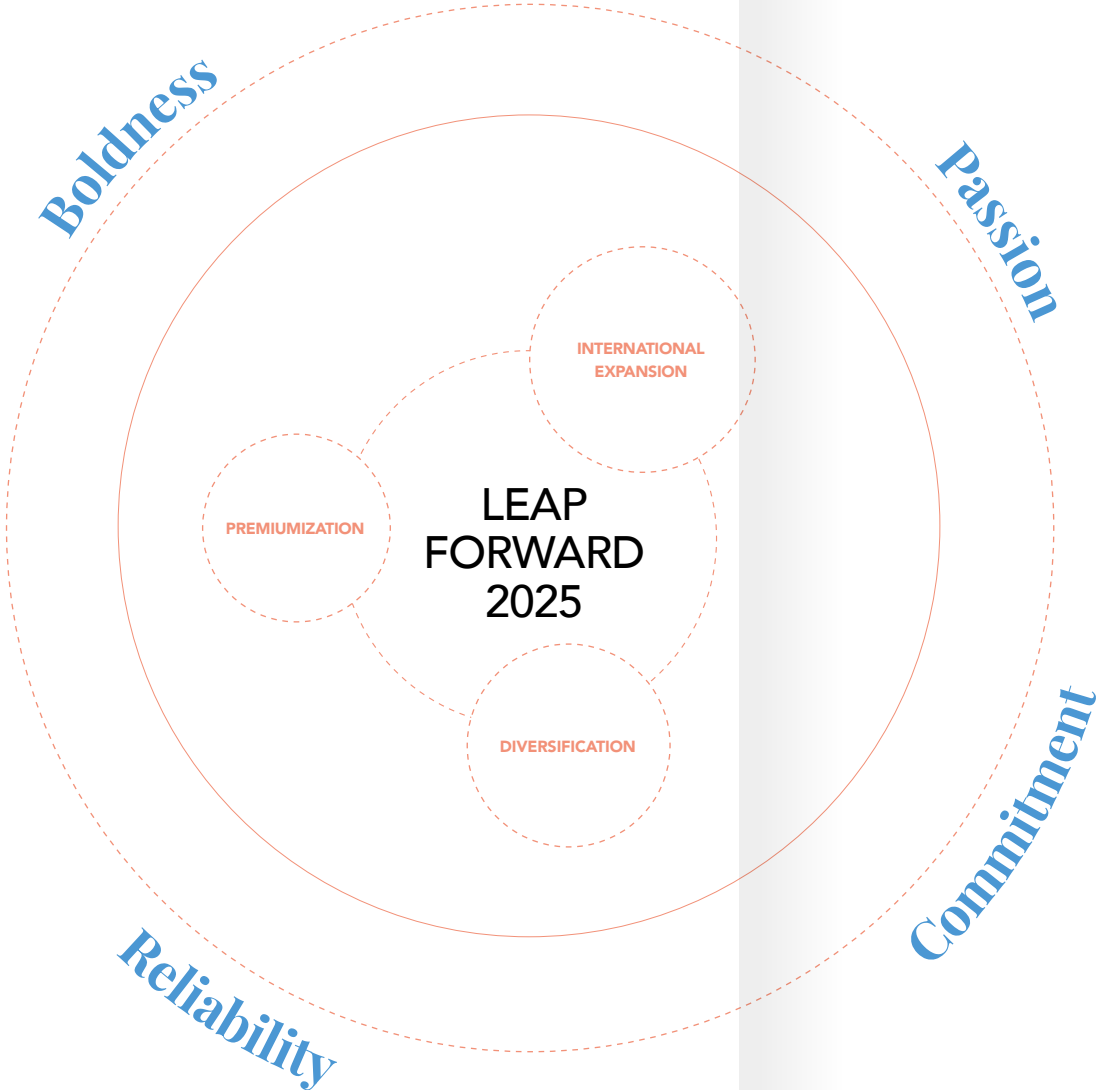 Boldness
Passion
INTERNATIONAL
EXPANSION
PREMIUMIZATION
LEAP
FORWARD
2025
DIVERSIFICATION
Commitment
Reliability